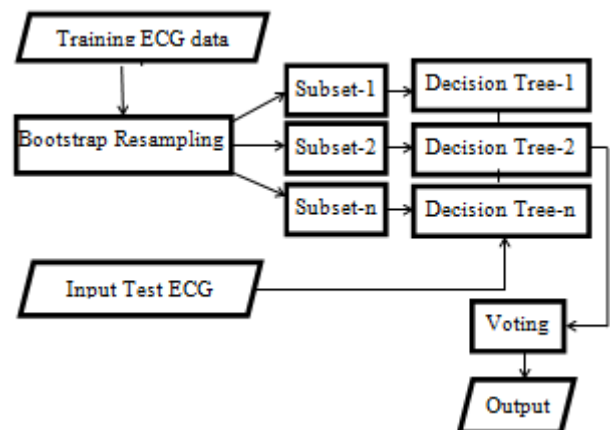 Training ECG data
Subset-1
Decision Tree-1
Bootstrap Resampling
Subset-2
Decision Tree-2
Subset-n
Decision Tree-n
Input Test ECG
Voting
Output